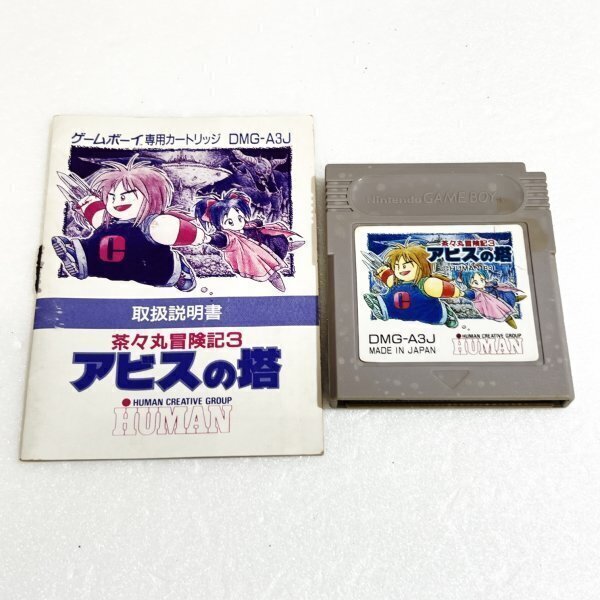 ゲームボーイ専用カートリッジ DMG-A3J
C
取扱説明書
茶々丸冒険記3
アビスの塔
HUMAN CREATIVE GROUP
HUMAN
Nintendo GAME BOY
茶々丸冒険記3
アビスの塔
C
DMG-A3J
MADE IN JAPAN
HUMAN CREATIVE GROUP
HUMAN